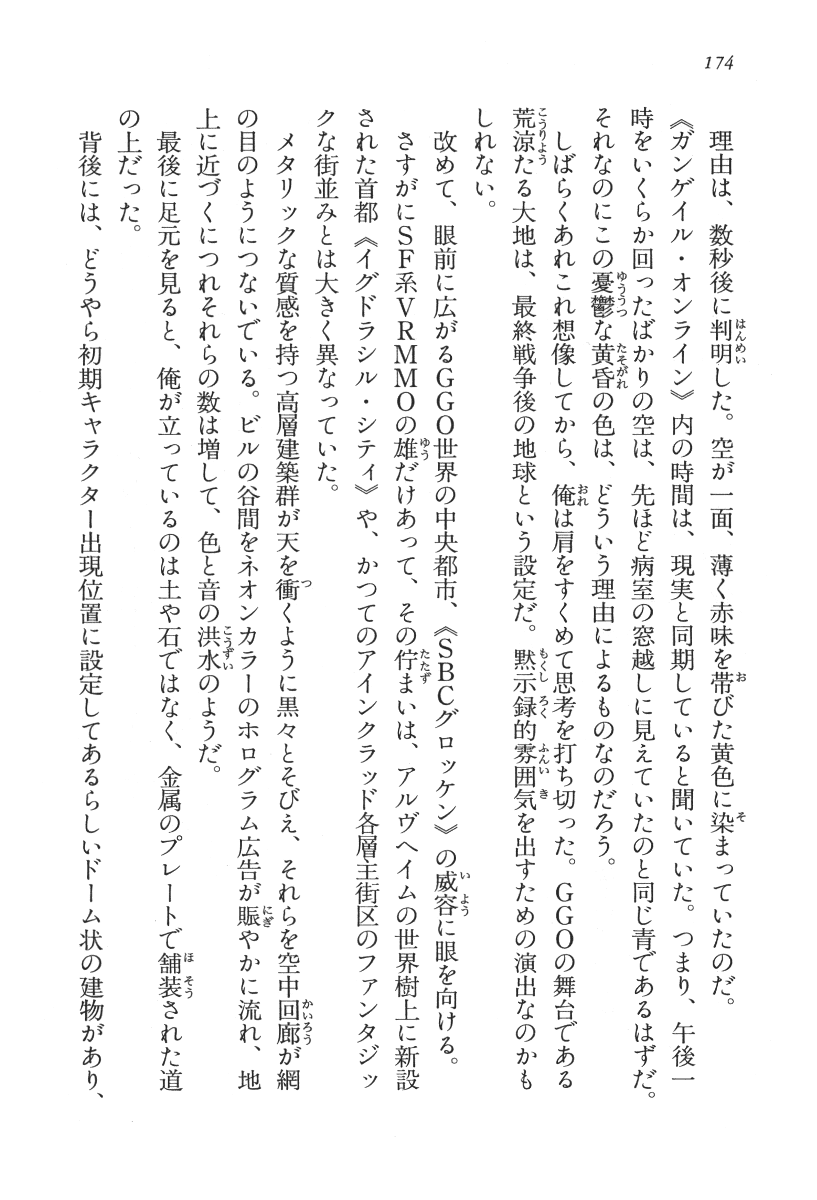 174
理由は、数秒後に判明した。空が一面、薄く赤味を帯びた黄色に染まっていたのだ。
《ガンゲイル・オンライン》内の時間は、現実と同期していると聞いていた。つまり、午後一
時をいくらか回ったばかりの空は、先ほど病室の窓越しに見えていたのと同じ青であるはずだ。
それなのにこの憂鬱な黄昏の色は、どういう理由によるものなのだろう。
しばらくあれこれ想像してから、俺は肩をすくめて思考を打ち切った。ＧＧＯの舞台である
荒涼たる大地は、最終戦争後の地球という設定だ。黙示録的雰囲気を出すための演出なのかも
しれない。
改めて、眼前に広がるＧＧＯ世界の中央都市、《ＳＢＣグロッケン》の威容に眼を向ける。
さすがにＳＦ系ＶＲＭＭＯの雄だけあって、その佇まいは、アルヴヘイムの世界樹上に新設
された首都《イグドラシル・シティ》や、かつてのアインクラッド各層主街区のファンタジッ
クな街並みとは大きく異なっていた。
メタリックな質感を持つ高層建築群が天を衝くように黒々とそびえ、それらを空中回廊が網
の目のようにつないでいる。ビルの谷間をネオンカラーのホログラム広告が賑やかに流れ、地
上に近づくにつれそれらの数は増して、色と音の洪水のようだ。
最後に足元を見ると、俺が立っているのは土や石ではなく、金属のプレートで舗装された道
の上だった。
背後には、どうやら初期キャラクター出現位置に設定してあるらしいドーム状の建物があり、